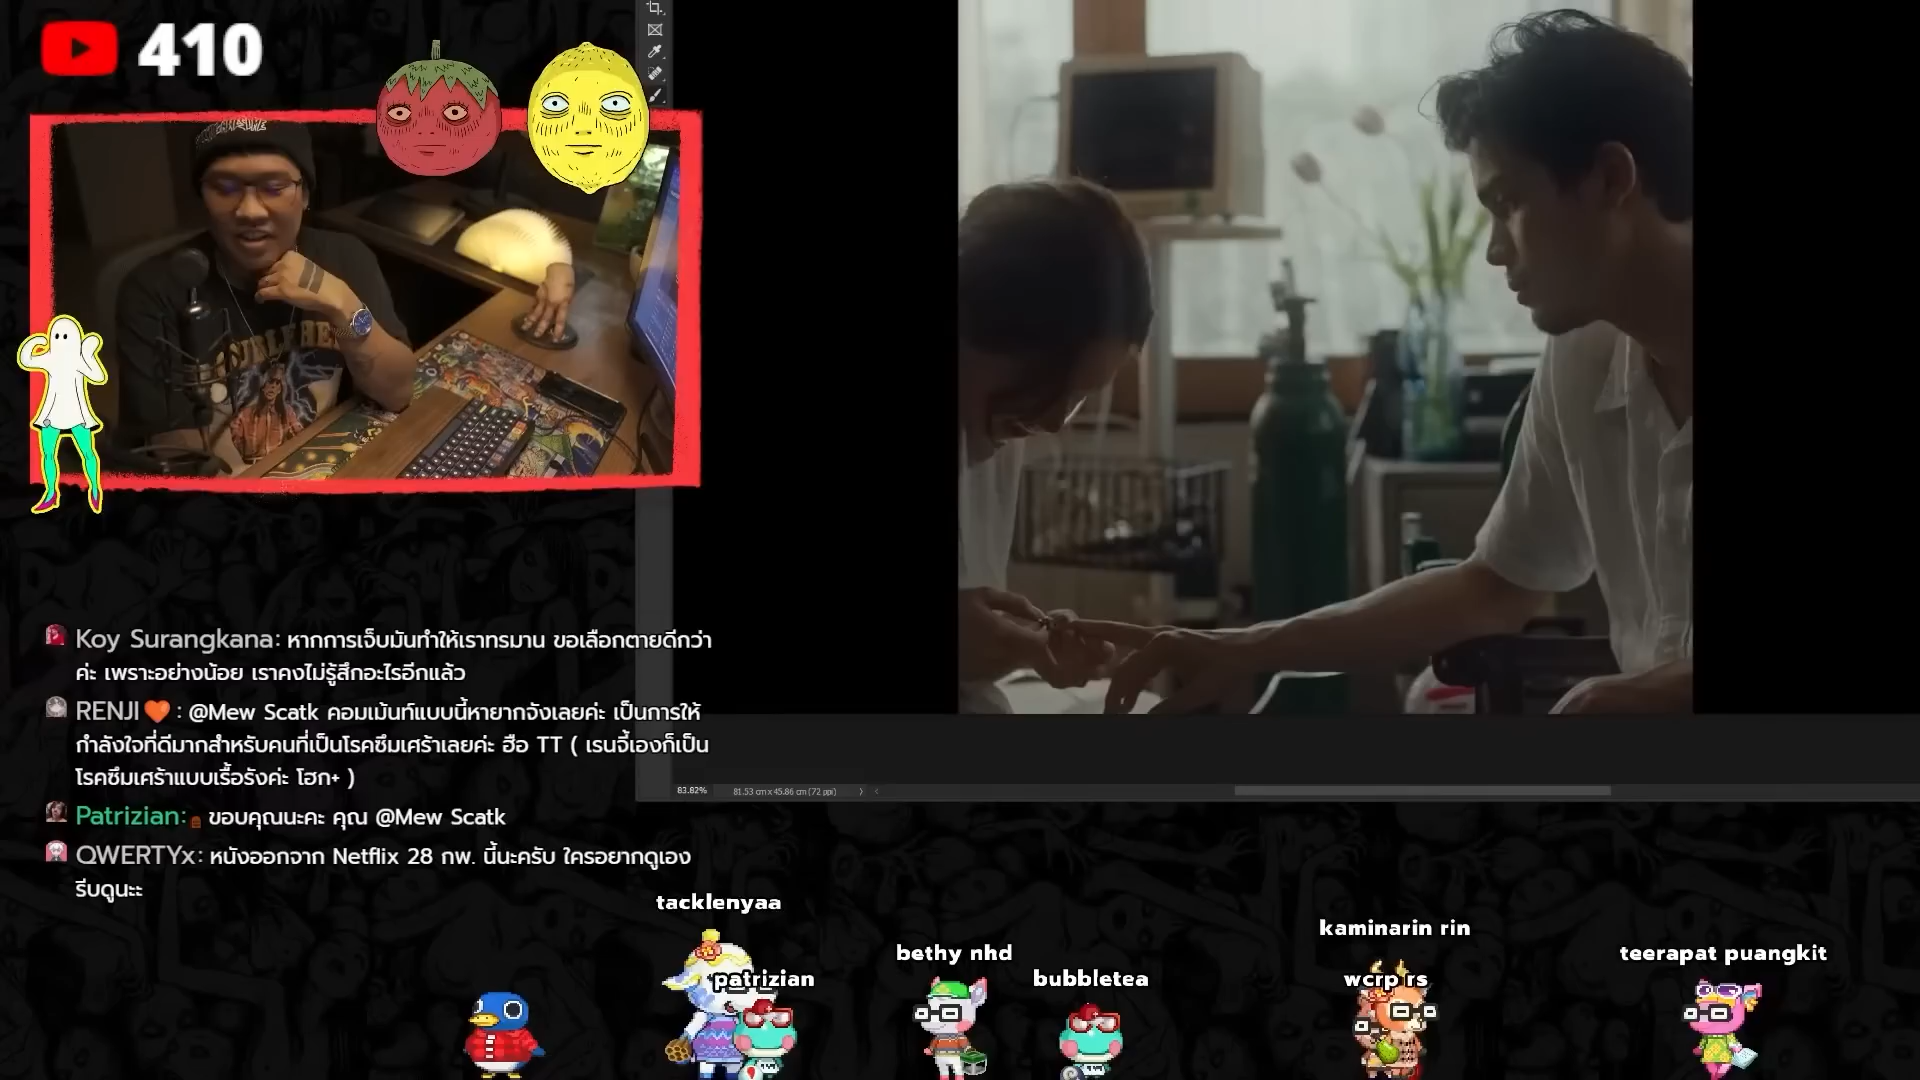 410
Koy Surangkana: หากการเจ็บมันทำให้เราทรมาน ขอเลือกตายดีกว่า
ค่ะ เพราะอย่างน้อย เราคงไม่รู้สึกอะไรอีกแล้ว
RENJI🧡 : @Mew Scatk คอมเม้นท์แบบนี้หายากจังเลยค่ะ เป็นการให้
กำลังใจที่ดีมากสำหรับคนที่เป็นโรคซึมเศร้าเลยค่ะ ฮือ TT ( เรนจี้เองก็เป็น
โรคซึมเศร้าแบบเรื้อรังค่ะ โฮก+ )
Patrizian: ขอบคุณนะคะ คุณ @Mew Scatk
QWERTYx: หนังออกจาก Netflix 28 กพ. นี้นะครับ ใครอยากดูเอง
รีบดูนะะ
83.82%
81.53 cm x 45.86 cm (72 ppi)
tacklenyaa
patrizian
bethy nhd
bubbletea
kaminarin rin
wcrp rs
teerapat puangkit